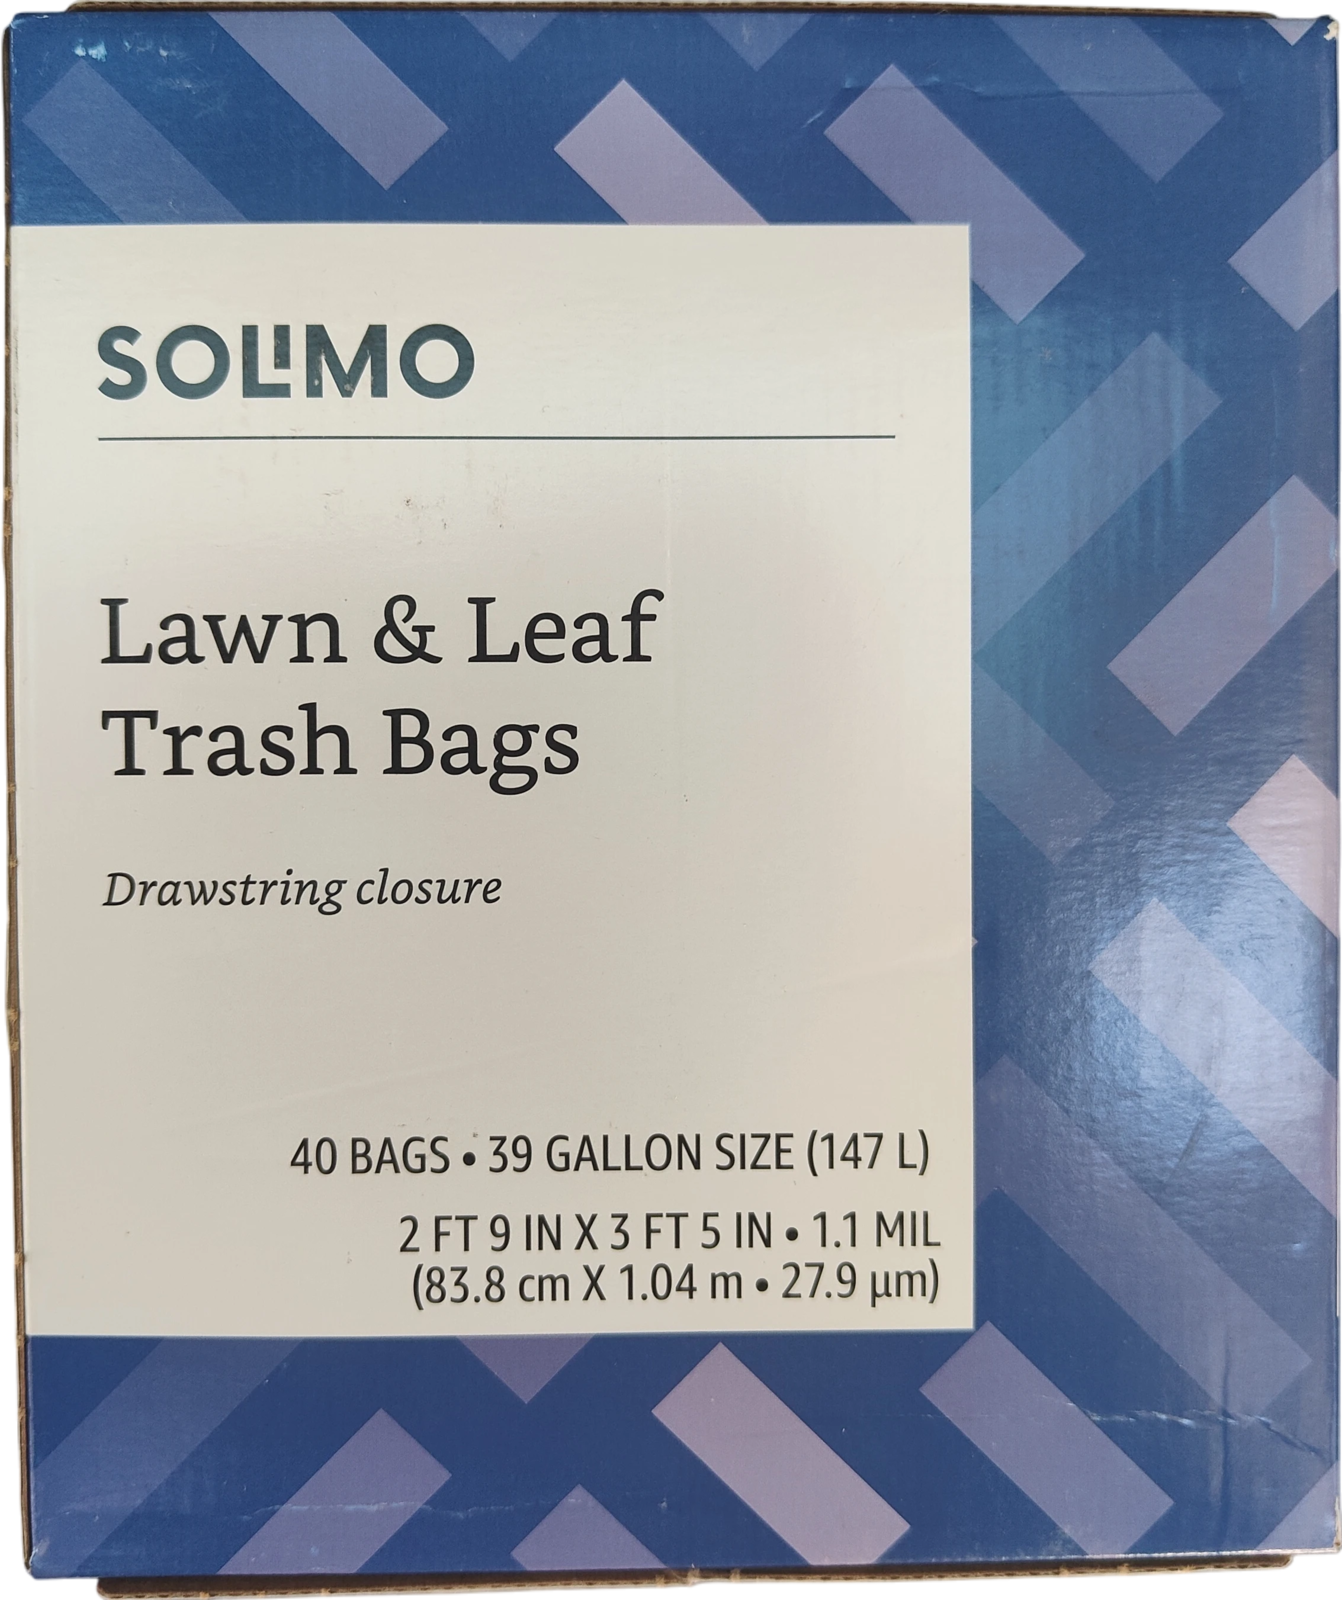 SOLIMO
Lawn & Leaf
Trash Bags
Drawstring closure
40 BAGS • 39 GALLON SIZE (147 L)
2 FT 9 IN X 3 FT 5 IN • 1.1 MIL
(83.8 cm X 1.04 m • 27.9 µm)